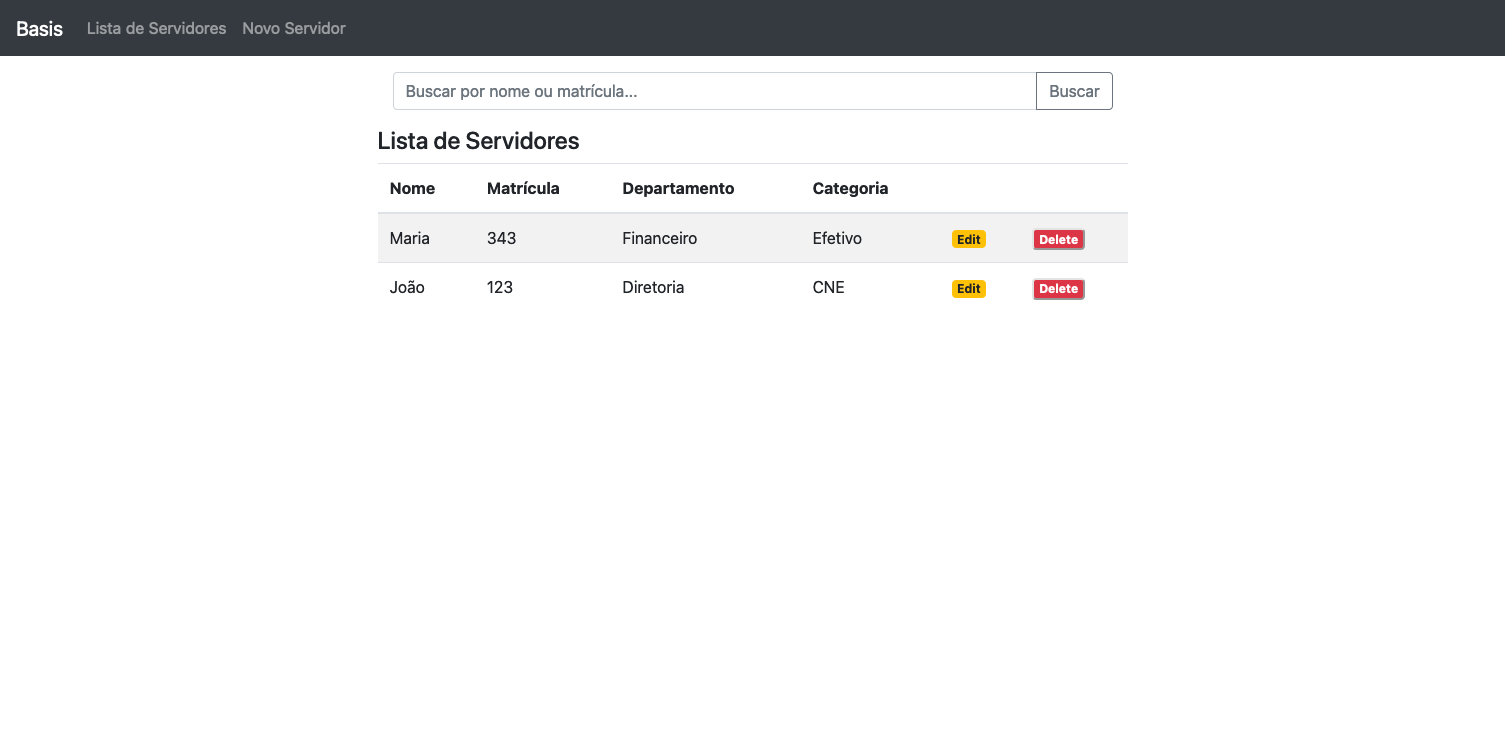 Basis Lista de Servidores Novo Servidor
Buscar por nome ou matrícula... Buscar
Lista de Servidores
Nome Matrícula Departamento Categoria
Maria 343 Financeiro Efetivo Edit Delete
João 123 Diretoria CNE Edit Delete